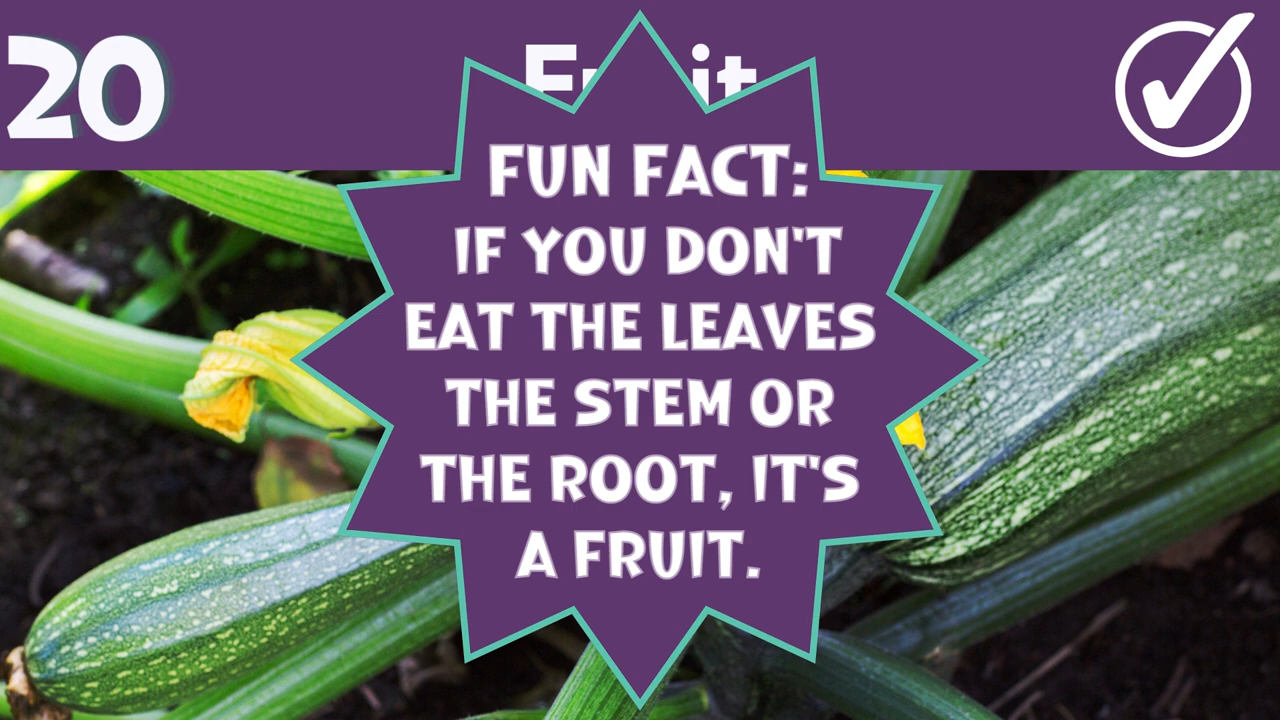 20
FUN FACT:
IF YOU DON'T
EAT THE LEAVES
THE STEM OR
THE ROOT, IT'S
A FRUIT.